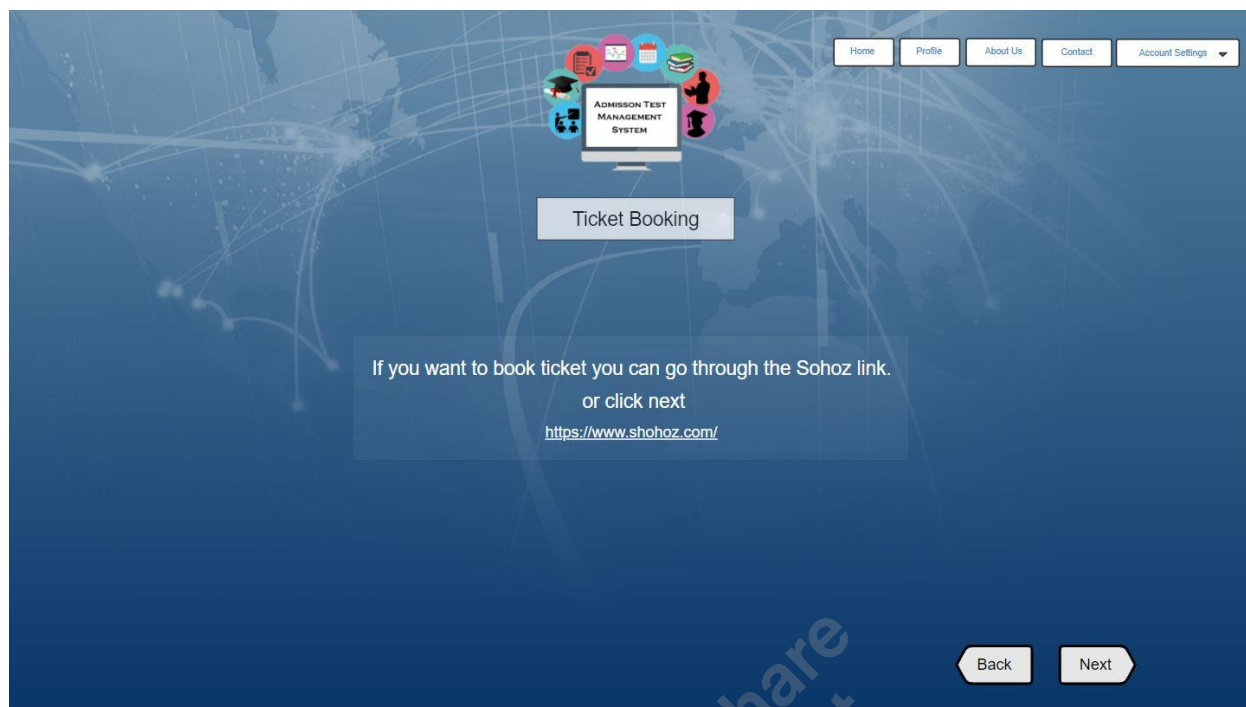 Home Profile About Us Contact Account Settings
ADMISSON TEST
MANAGEMENT
SYSTEM
Ticket Booking
If you want to book ticket you can go through the Sohoz link.
or click next
https://www.shohoz.com/
Back Next